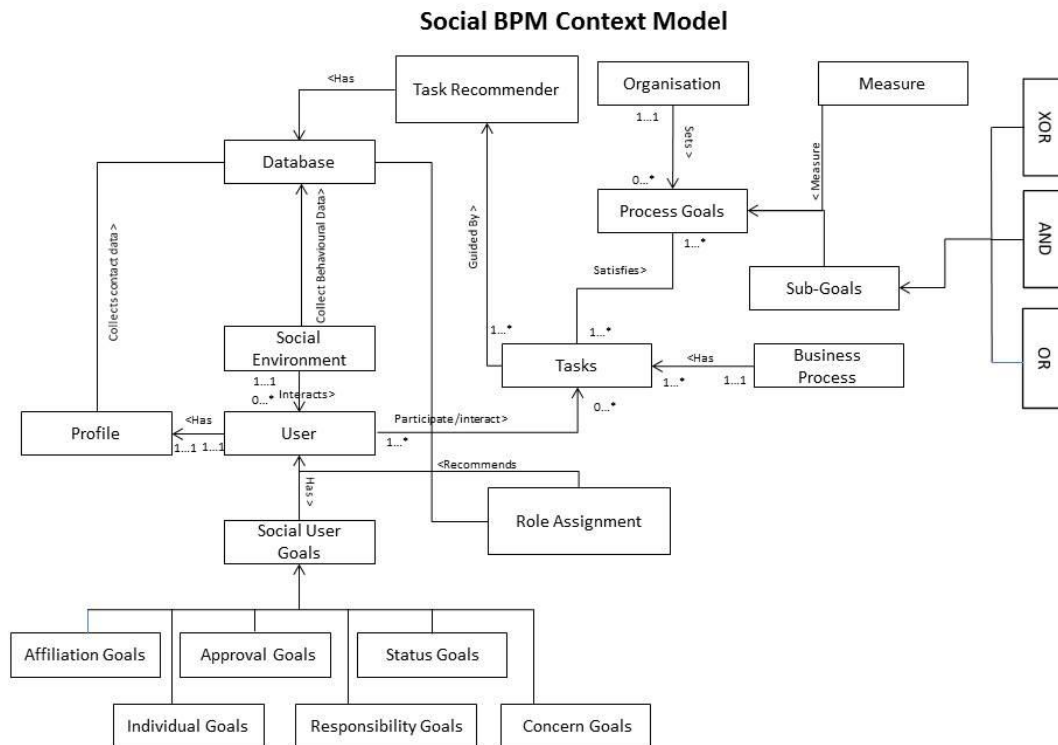 Social BPM Context Model
<Has
Task Recommender
Organisation
Measure
XOR
1...1
Sets >
Database
0...*
< Measure
Process Goals
1...*
AND
Collects contact data>
Collect Behavioural Data>
Guided By >
Satisfies>
Sub-Goals
1...*
1...*
Social
Environment
Tasks
<Has
1...*
1...1
Business
Process
OR
1...1
0...*
Interacts>
Profile
<Has
1...1
1...1
User
Participate/interact>
1...*
0...*
<Recommends
Has >
Role Assignment
Social User
Goals
Affiliation Goals
Approval Goals
Status Goals
Individual Goals
Responsibility Goals
Concern Goals